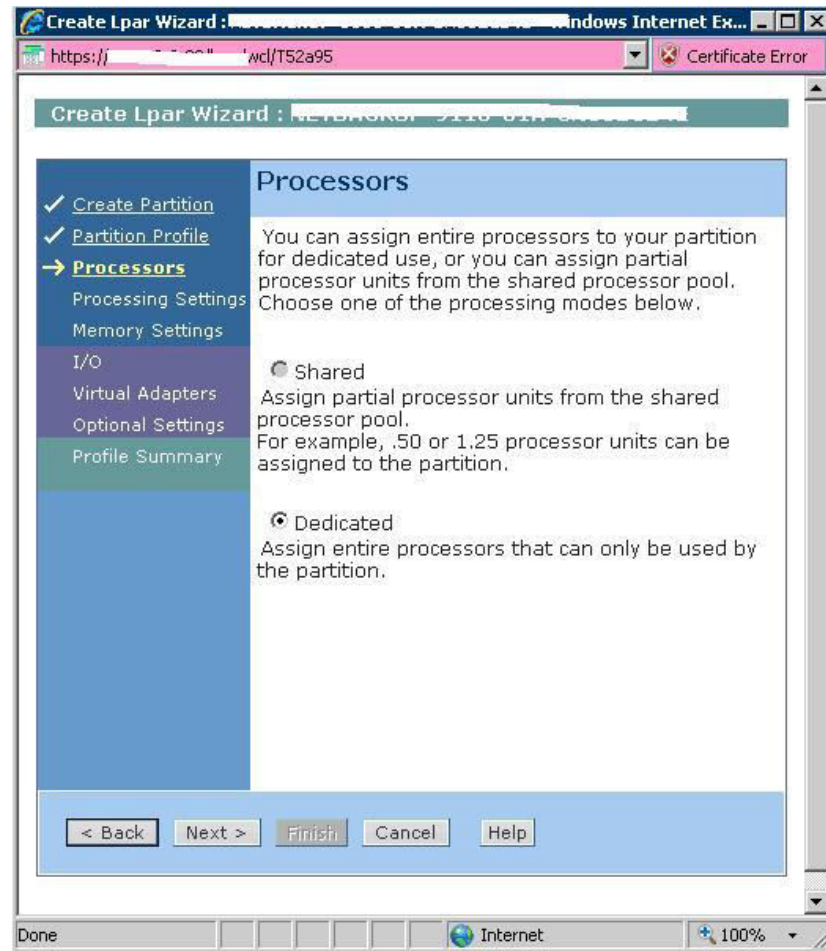 Create Lpar Wizard :
indows Internet Ex...
https://
wcl/T52a95
Certificate Error
Create Lpar Wizard :
Create Partition
Partition Profile
Processors
Processing Settings
Memory Settings
I/O
Virtual Adapters
Optional Settings
Profile Summary
Processors
You can assign entire processors to your partition
for dedicated use, or you can assign partial
processor units from the shared processor pool.
Choose one of the processing modes below.
Shared
Assign partial processor units from the shared
processor pool.
For example, .50 or 1.25 processor units can be
assigned to the partition.
Dedicated
Assign entire processors that can only be used by
the partition.
< Back
Next >
Finish
Cancel
Help
Done
Internet
100%